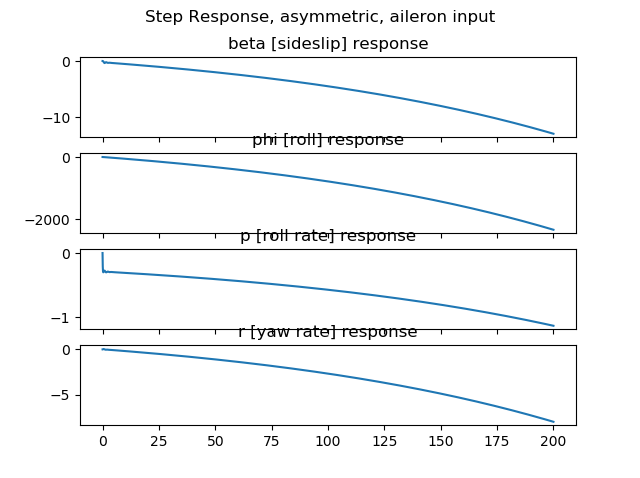 Step Response, asymmetric, aileron input
beta [sideslip] response
0
−10
phi [roll] response
0
−2000
p [roll rate] response
0
−1
r [yaw rate] response
0
−5
0 25 50 75 100 125 150 175 200